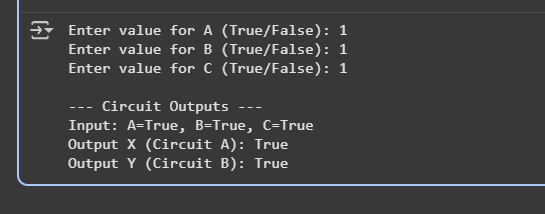 Enter value for A (True/False): 1
Enter value for B (True/False): 1
Enter value for C (True/False): 1
--- Circuit Outputs ---
Input: A=True, B=True, C=True
Output X (Circuit A): True
Output Y (Circuit B): True